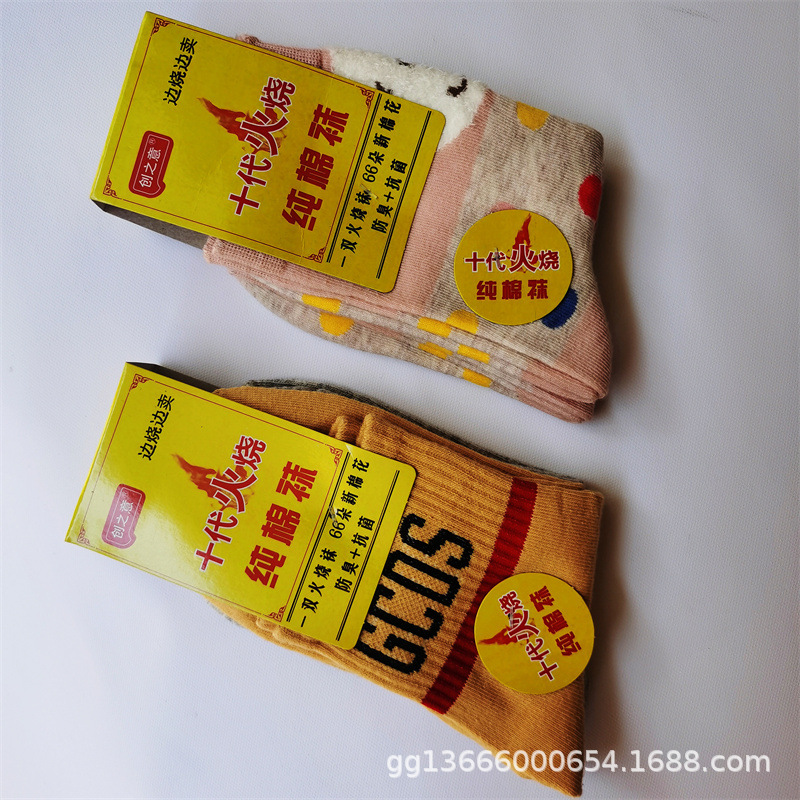 边烧边卖
创之意®
十代火烧
纯棉袜
一双火烧袜 66朵新棉花
防臭+抗菌
十代火烧
纯棉袜
边烧边卖
创之意®
十代火烧
纯棉袜
一双火烧袜 66朵新棉花
防臭+抗菌
GCDS
十代火烧
纯棉袜
gg13666000654.1688.com